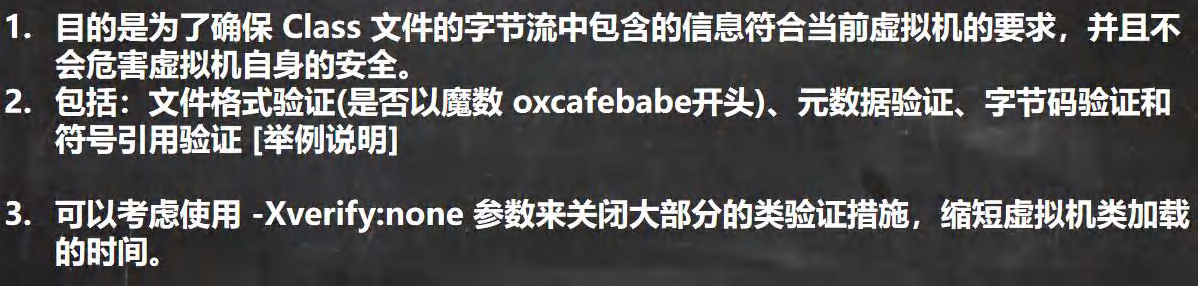 1. 目的是为了确保 Class 文件的字节流中包含的信息符合当前虚拟机的要求，并且不
会危害虚拟机自身的安全。
2. 包括：文件格式验证(是否以魔数 oxcafebabe开头)、元数据验证、字节码验证和
符号引用验证 [举例说明]
3. 可以考虑使用 -Xverify:none 参数来关闭大部分的类验证措施，缩短虚拟机类加载
的时间。